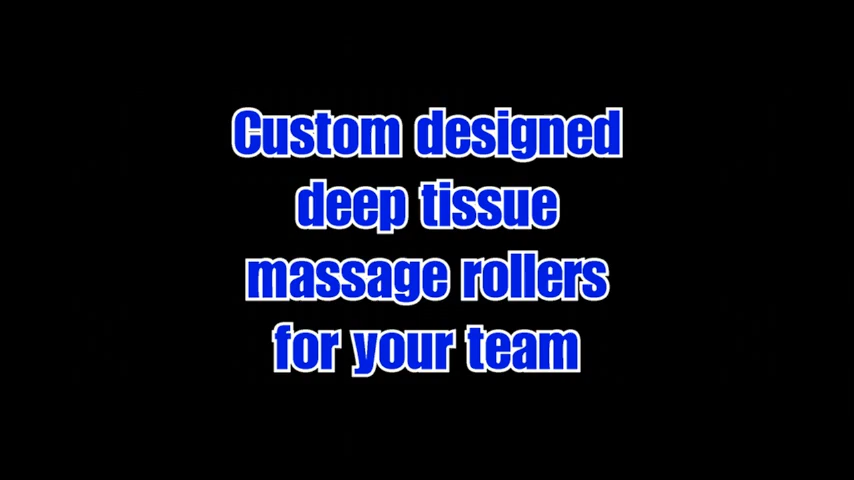 Custom designed
deep tissue
massage rollers
for your team